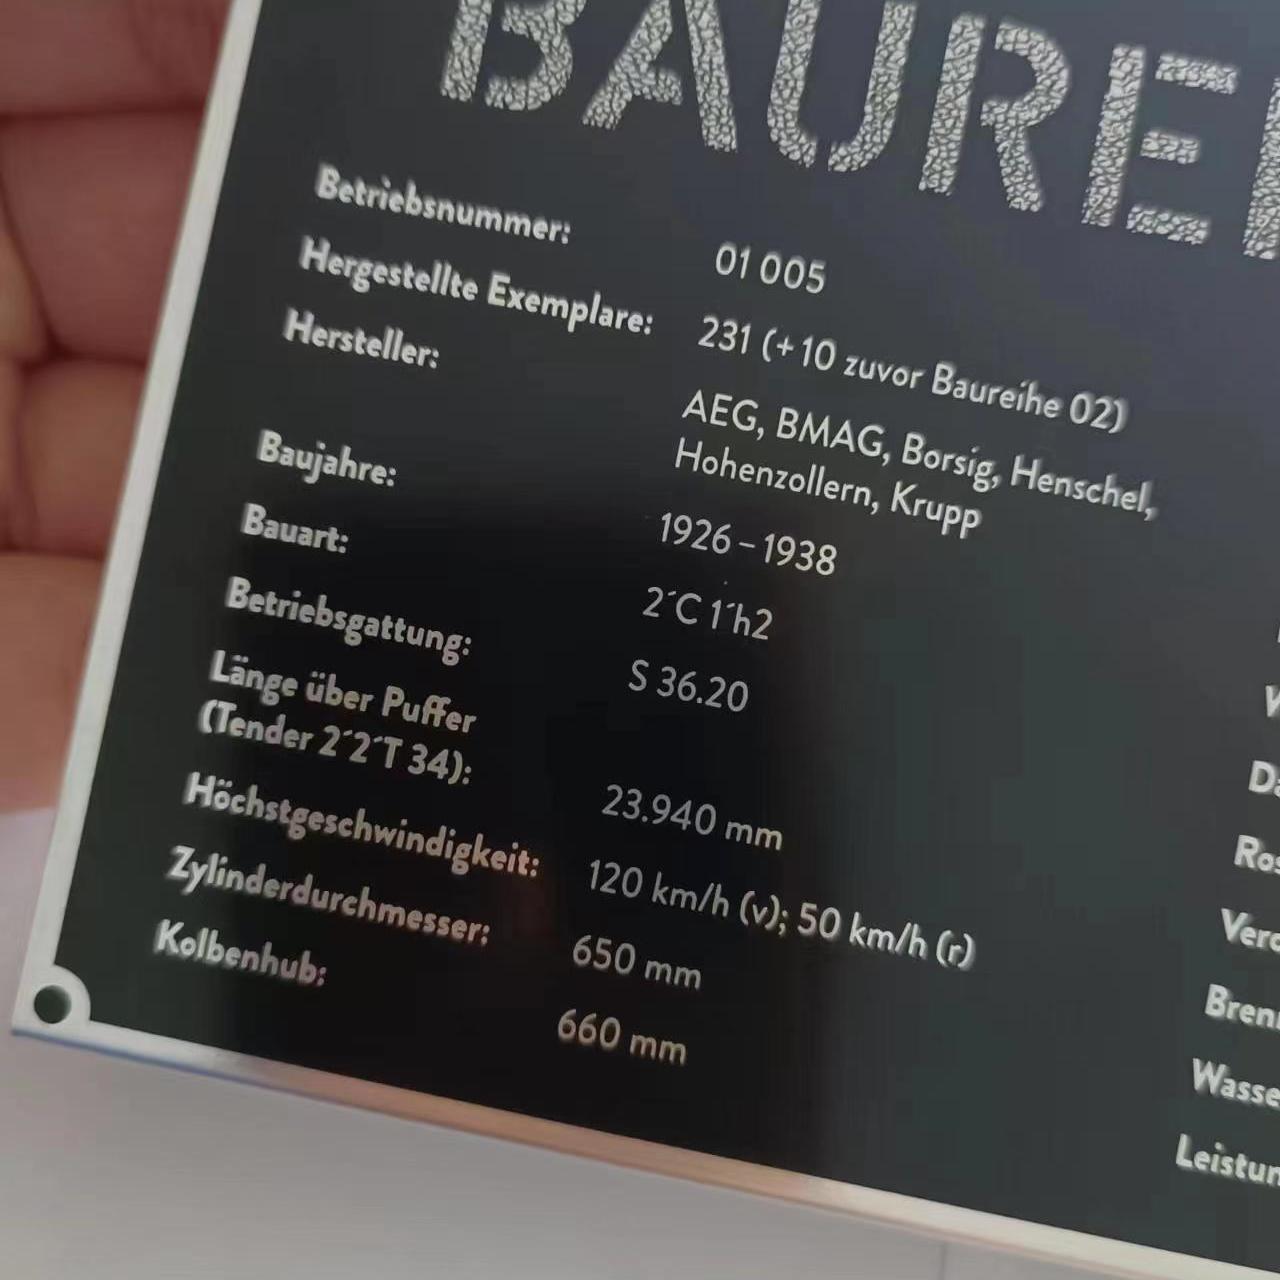 BAURE
Betriebsnummer: 01 005
Hergestellte Exemplare: 231 (+10 zuvor Baureihe 02)
Hersteller: AEG, BMAG, Borsig, Henschel,
Hohenzollern, Krupp
Baujahre: 1926 – 1938
Bauart: 2´C 1´h2
Betriebsgattung: S 36.20
Länge über Puffer
(Tender 2´2´T 34): 23.940 mm
Höchstgeschwindigkeit: 120 km/h (v); 50 km/h (r)
Zylinderdurchmesser: 650 mm
Kolbenhub: 660 mm